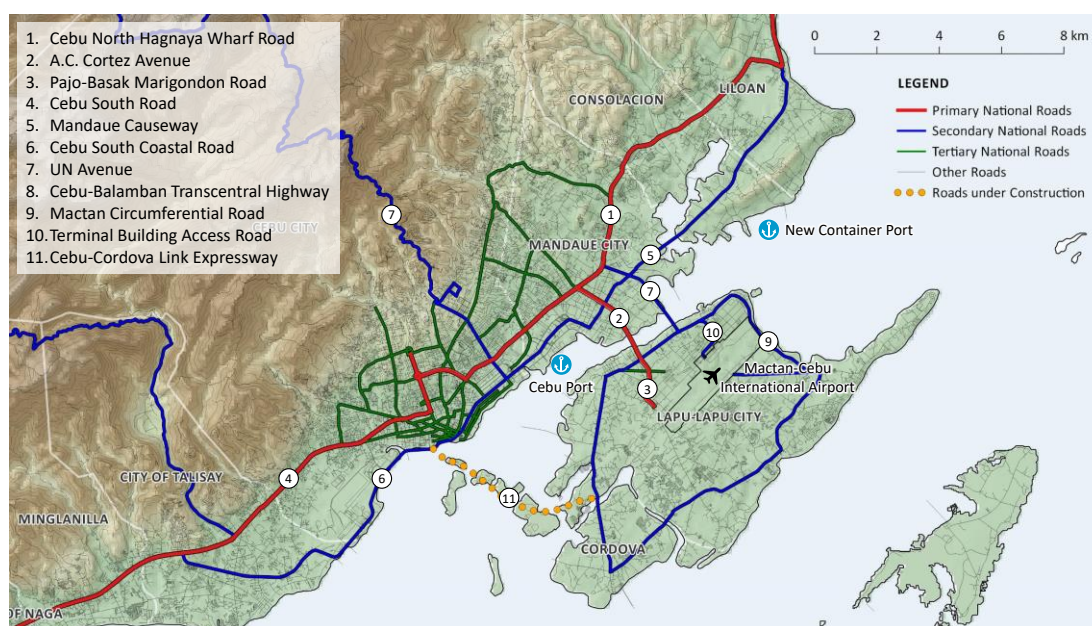 1. Cebu North Hagnaya Wharf Road
2. A.C. Cortez Avenue
3. Pajo-Basak Marigondon Road
4. Cebu South Road
5. Mandaue Causeway
6. Cebu South Coastal Road
7. UN Avenue
8. Cebu-Balamban Transcentral Highway
9. Mactan Circumferential Road
10. Terminal Building Access Road
11. Cebu-Cordova Link Expressway
0 2 4 6 8 km
LEGEND
Primary National Roads
Secondary National Roads
Tertiary National Roads
Other Roads
Roads under Construction
LILOAN
CONSOLACION
1
7
CEBU CITY
New Container Port
MANDAUE CITY
5
7
2
10
9
Cebu Port
Mactan-Cebu
International Airport
3
LAPU-LAPU CITY
4
6
CITY OF TALISAY
11
MINGLANILLA
CORDOVA
OF NAGA